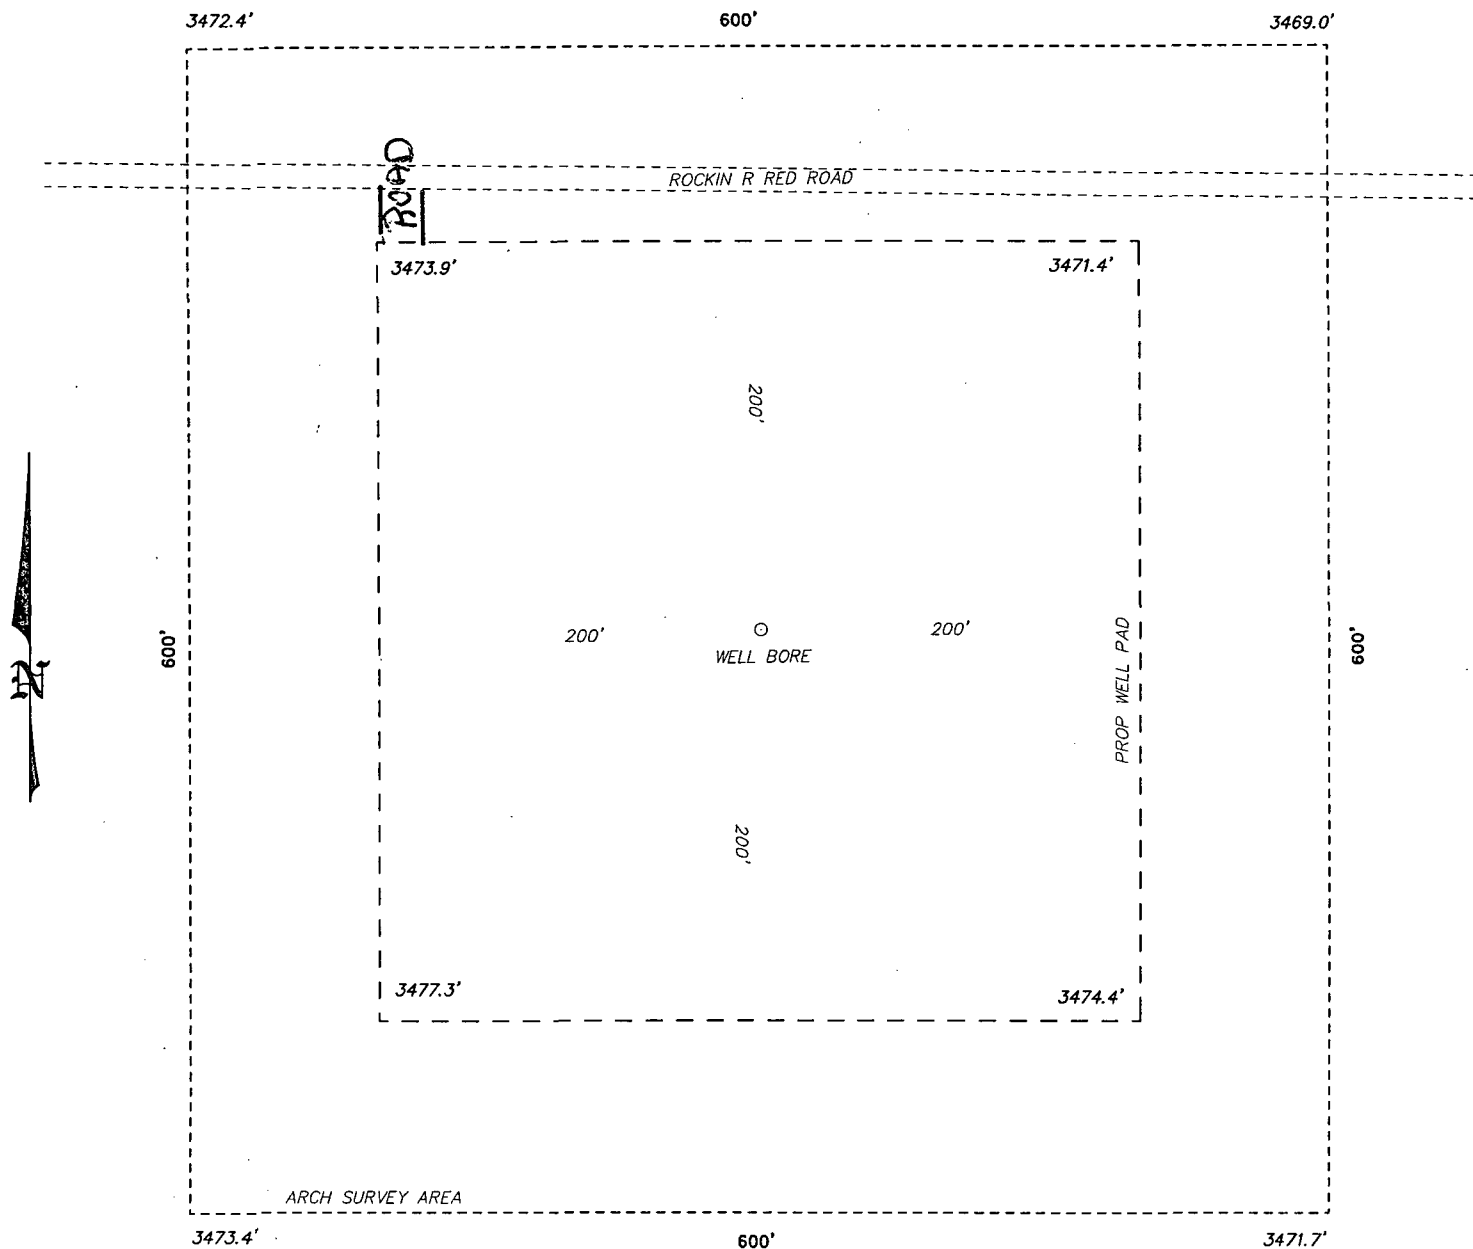 3472.4' 600' 3469.0'
ROAD
ROCKIN R RED ROAD
3473.9' 3471.4'
200'
200' 200'
WELL BORE
600'
600'
PROP WELL PAD
N
200'
3477.3' 3474.4'
ARCH SURVEY AREA
3473.4' 600' 3471.7'